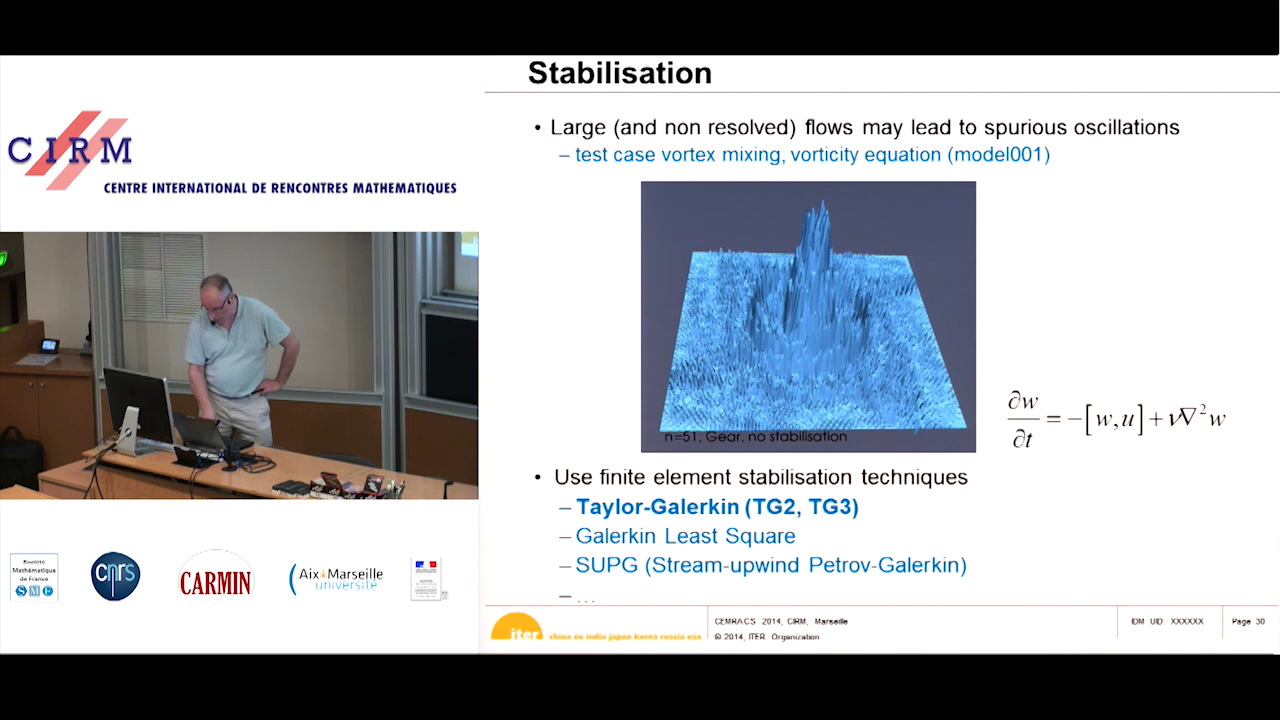 CIRM
CENTRE INTERNATIONAL DE RENCONTRES MATHEMATIQUES
Société
Mathématique
de France
S M F
cnrs
CARMIN
Aix*Marseille
université
Stabilisation
• Large (and non resolved) flows may lead to spurious oscillations
– test case vortex mixing, vorticity equation (model001)
n=51, Gear, no stabilisation
∂w/∂t = −[w,u] + ν∇²w
• Use finite element stabilisation techniques
– Taylor-Galerkin (TG2, TG3)
– Galerkin Least Square
– SUPG (Stream-upwind Petrov-Galerkin)
– ...
iter
china eu india japan korea russia usa
CEMRACS 2014, CIRM, Marseille
© 2014, ITER Organization
IDM UID: XXXXXX
Page 30